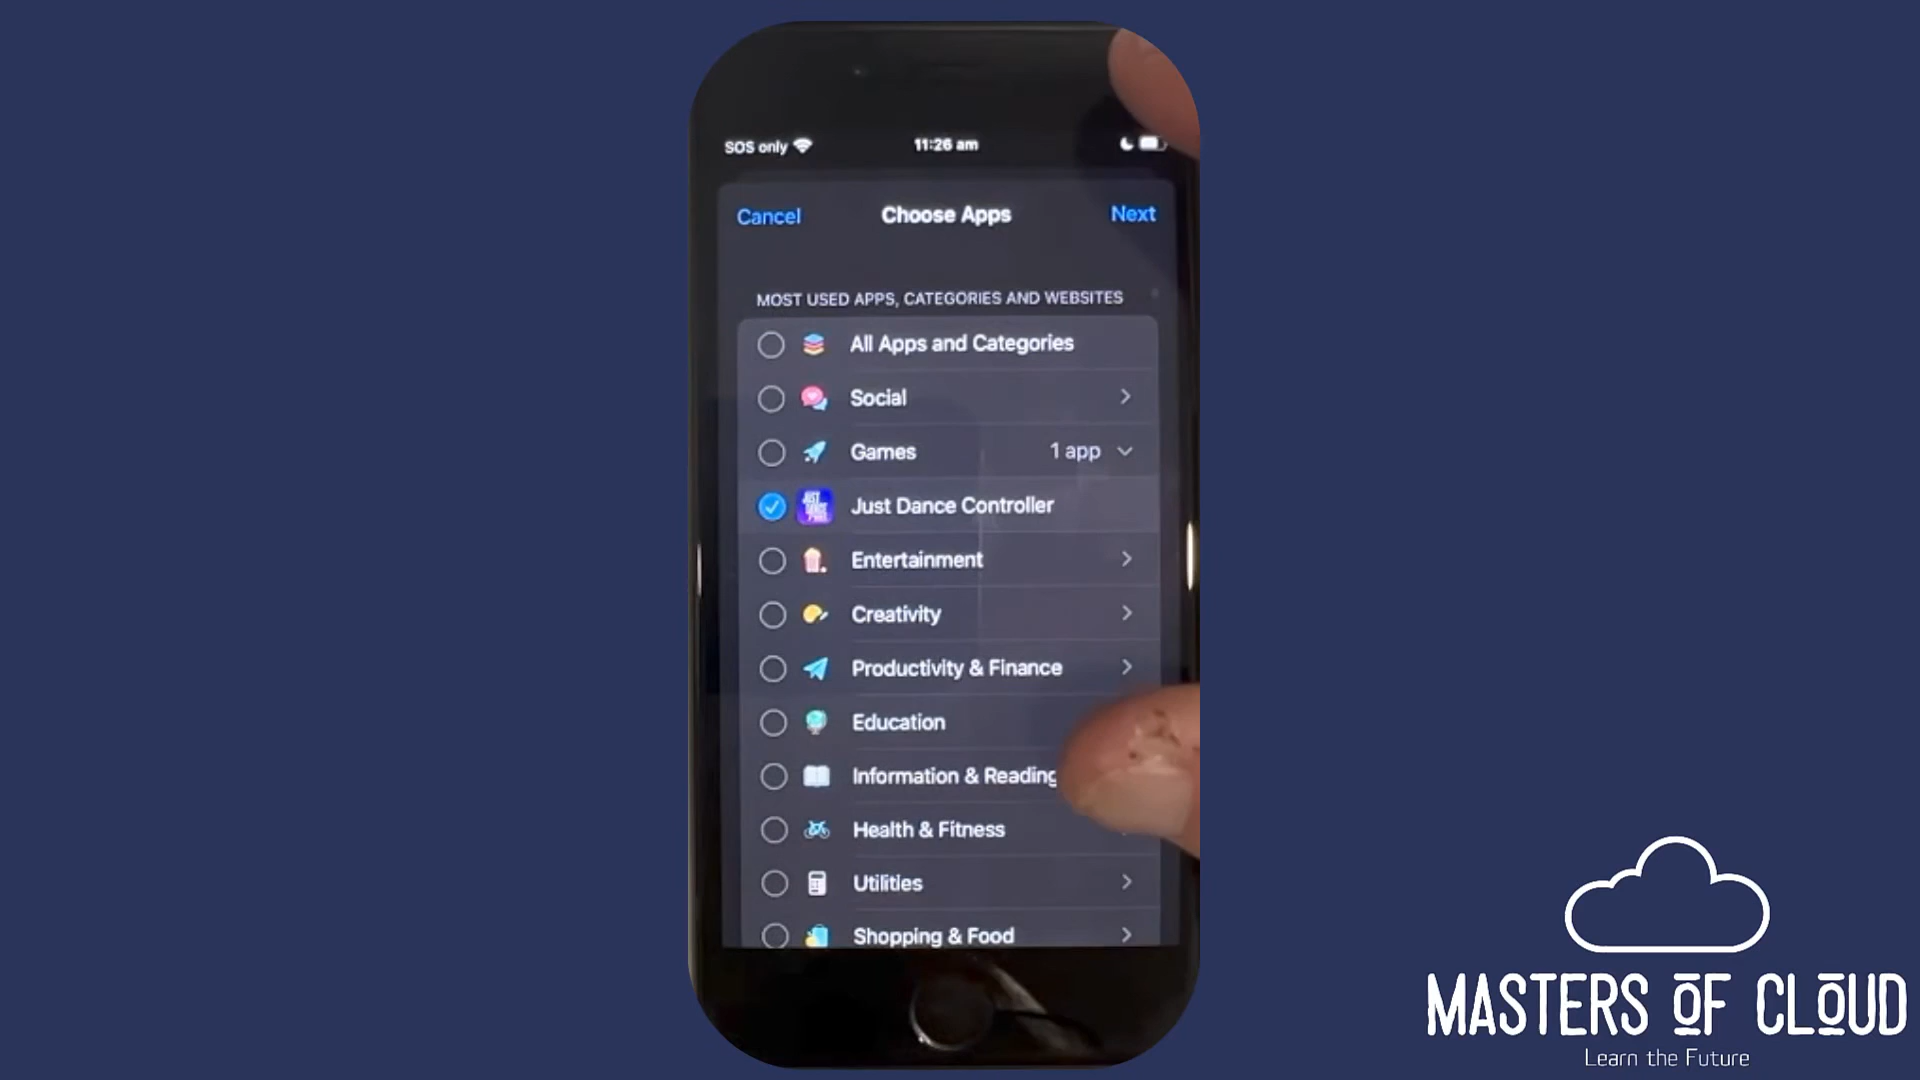 SOS only
11:26 am
Cancel
Choose Apps
Next
MOST USED APPS, CATEGORIES AND WEBSITES
All Apps and Categories
Social
Games 1 app
JUST DANCE
Just Dance Controller
Entertainment
Creativity
Productivity & Finance
Education
Information & Reading
Health & Fitness
Utilities
Shopping & Food
MASTERS OF CLOUD
Learn the Future